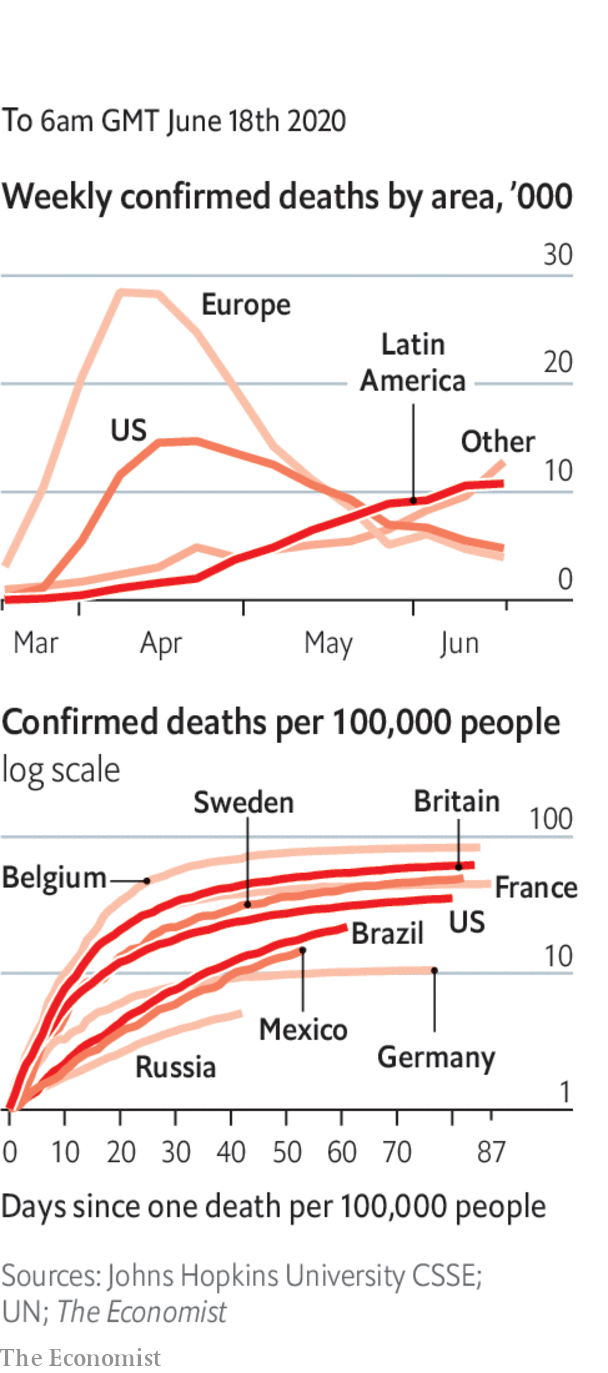 To 6am GMT June 18th 2020
Weekly confirmed deaths by area, ’000
30
Europe
Latin
America
20
US
Other
10
0
Mar
Apr
May
Jun
Confirmed deaths per 100,000 people
log scale
Sweden
Britain
100
Belgium
France
US
Brazil
10
Mexico
Germany
Russia
1
0 10 20 30 40 50 60 70 87
Days since one death per 100,000 people
Sources: Johns Hopkins University CSSE;
UN; The Economist
The Economist